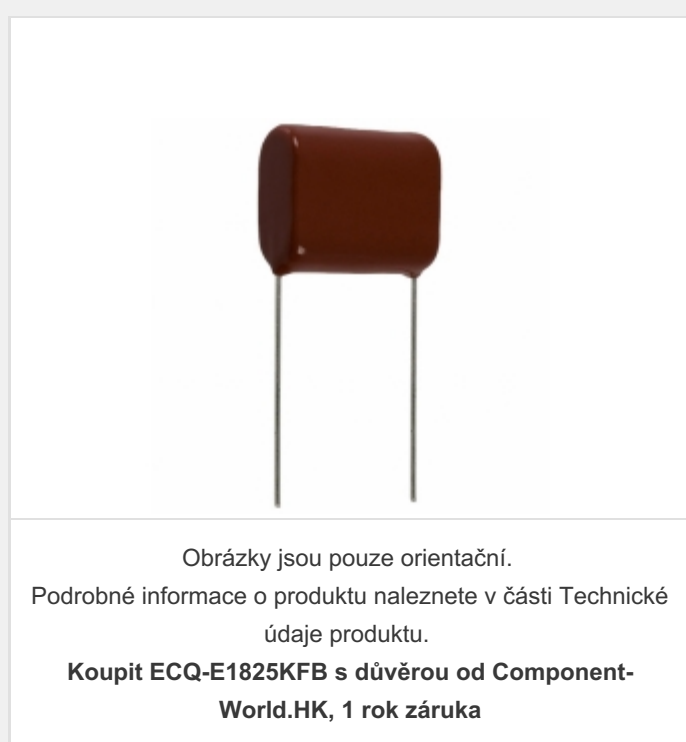 Obrázky jsou pouze orientační.
Podrobné informace o produktu naleznete v části Technické
údaje produktu.
Koupit ECQ-E1825KFB s důvěrou od Component-
World.HK, 1 rok záruka